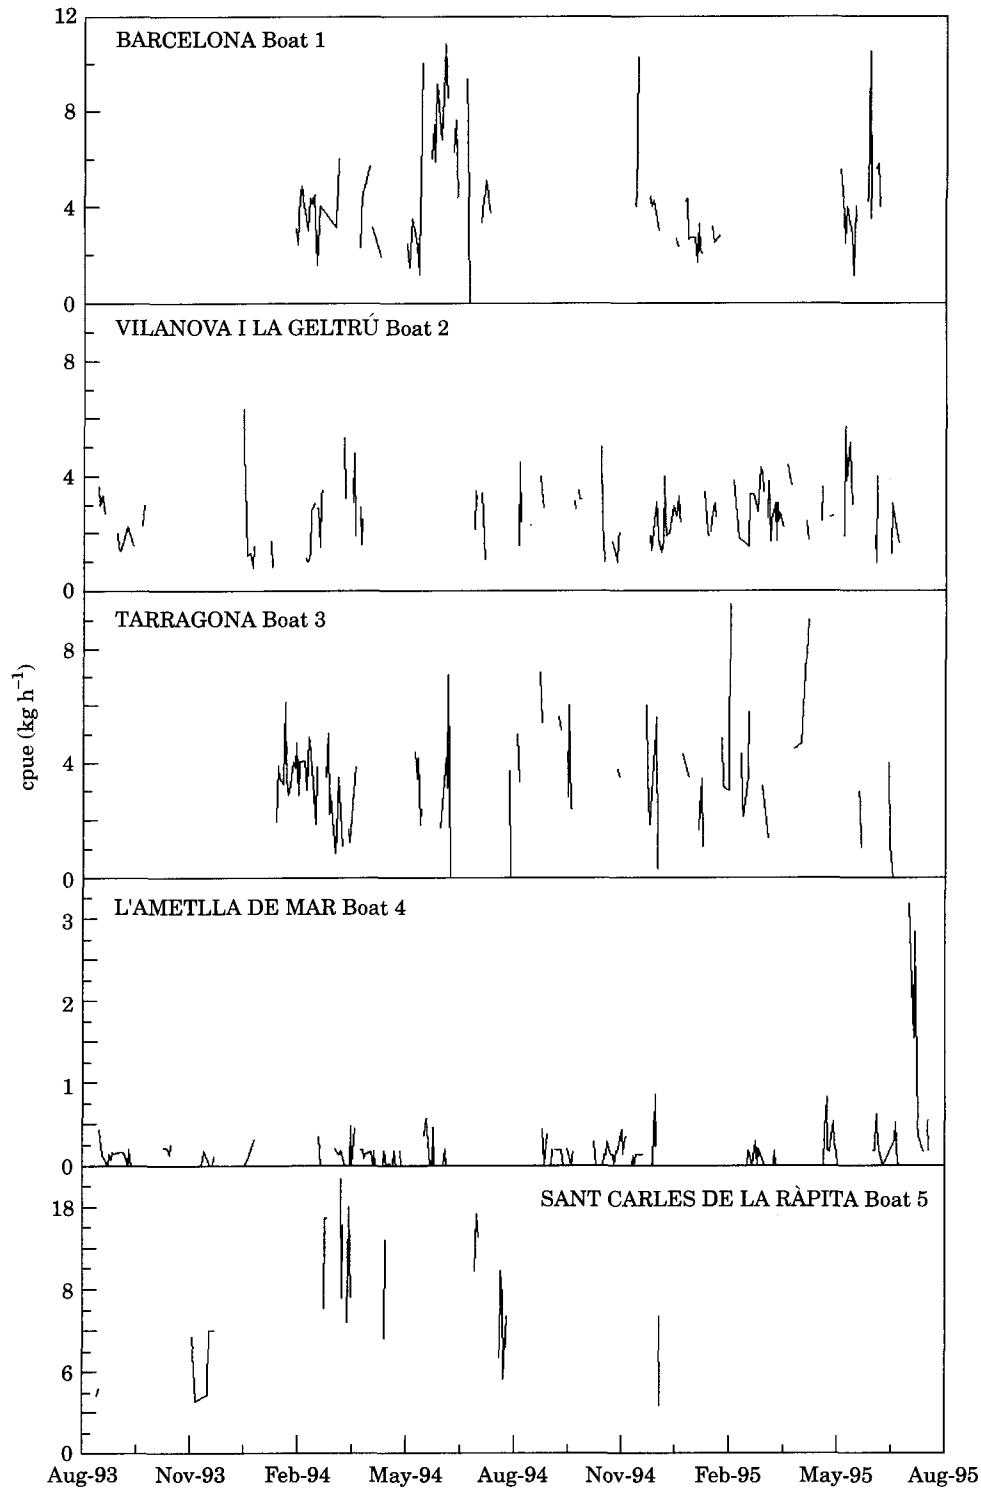 12
BARCELONA Boat 1
8
4
0
VILANOVA I LA GELTRÚ Boat 2
8
4
0
TARRAGONA Boat 3
8
cpue (kg h⁻¹)
4
0
L'AMETLLA DE MAR Boat 4
3
2
1
0
SANT CARLES DE LA RÀPITA Boat 5
18
8
6
0
Aug-93 Nov-93 Feb-94 May-94 Aug-94 Nov-94 Feb-95 May-95 Aug-95